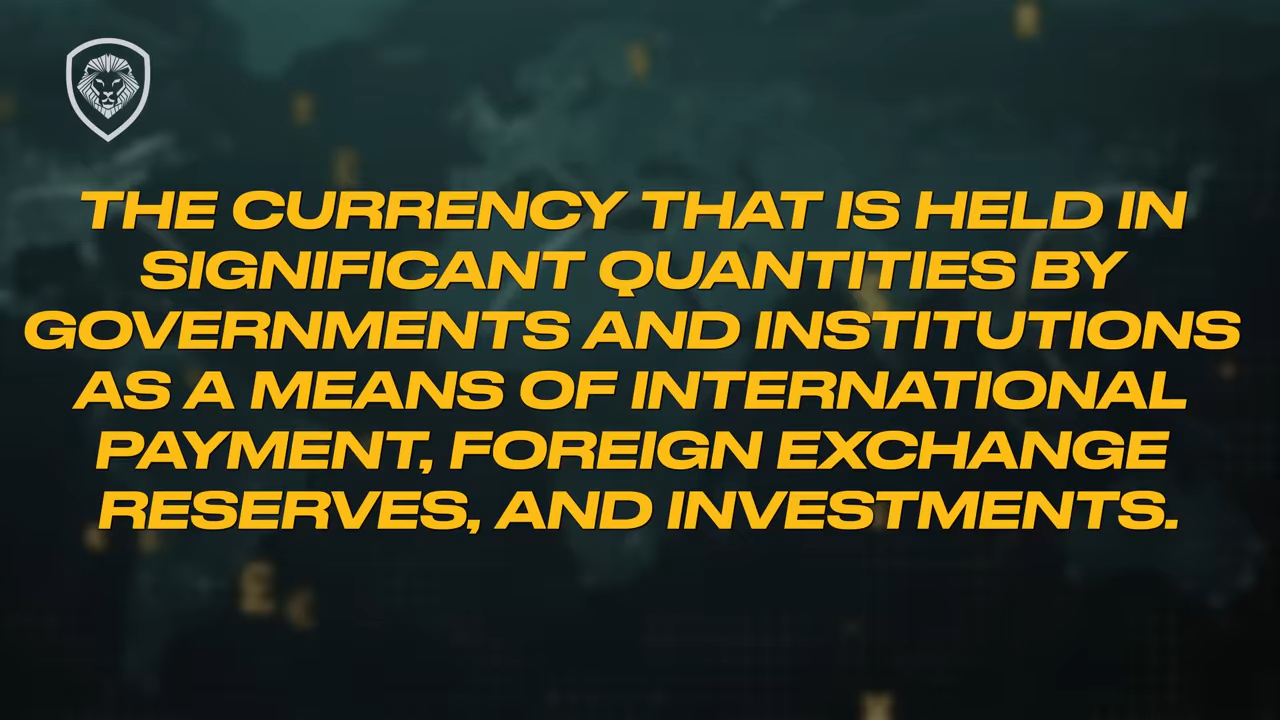 THE CURRENCY THAT IS HELD IN
SIGNIFICANT QUANTITIES BY
GOVERNMENTS AND INSTITUTIONS
AS A MEANS OF INTERNATIONAL
PAYMENT, FOREIGN EXCHANGE
RESERVES, AND INVESTMENTS.